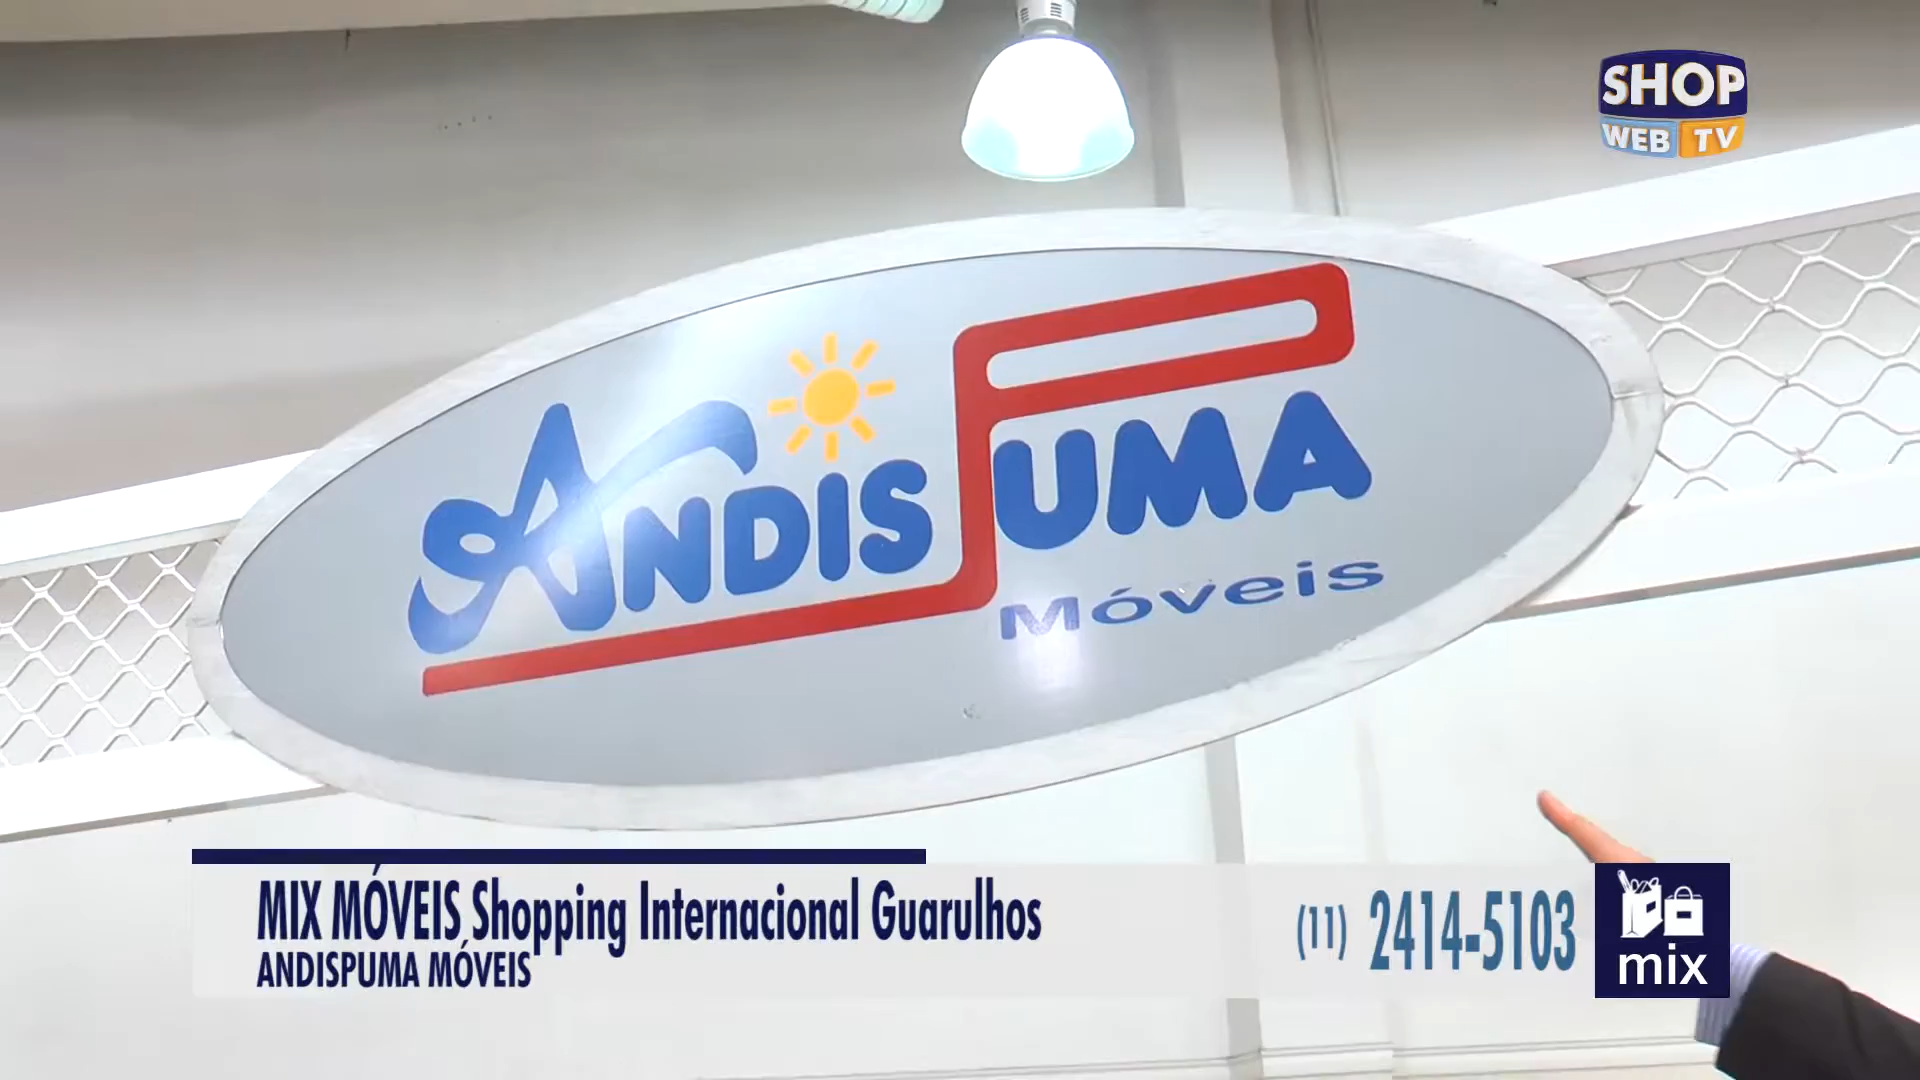 SHOP
WEB TV
ANDISPUMA
Móveis
MIX MÓVEIS Shopping Internacional Guarulhos
ANDISPUMA MÓVEIS
(11) 2414-5103
mix